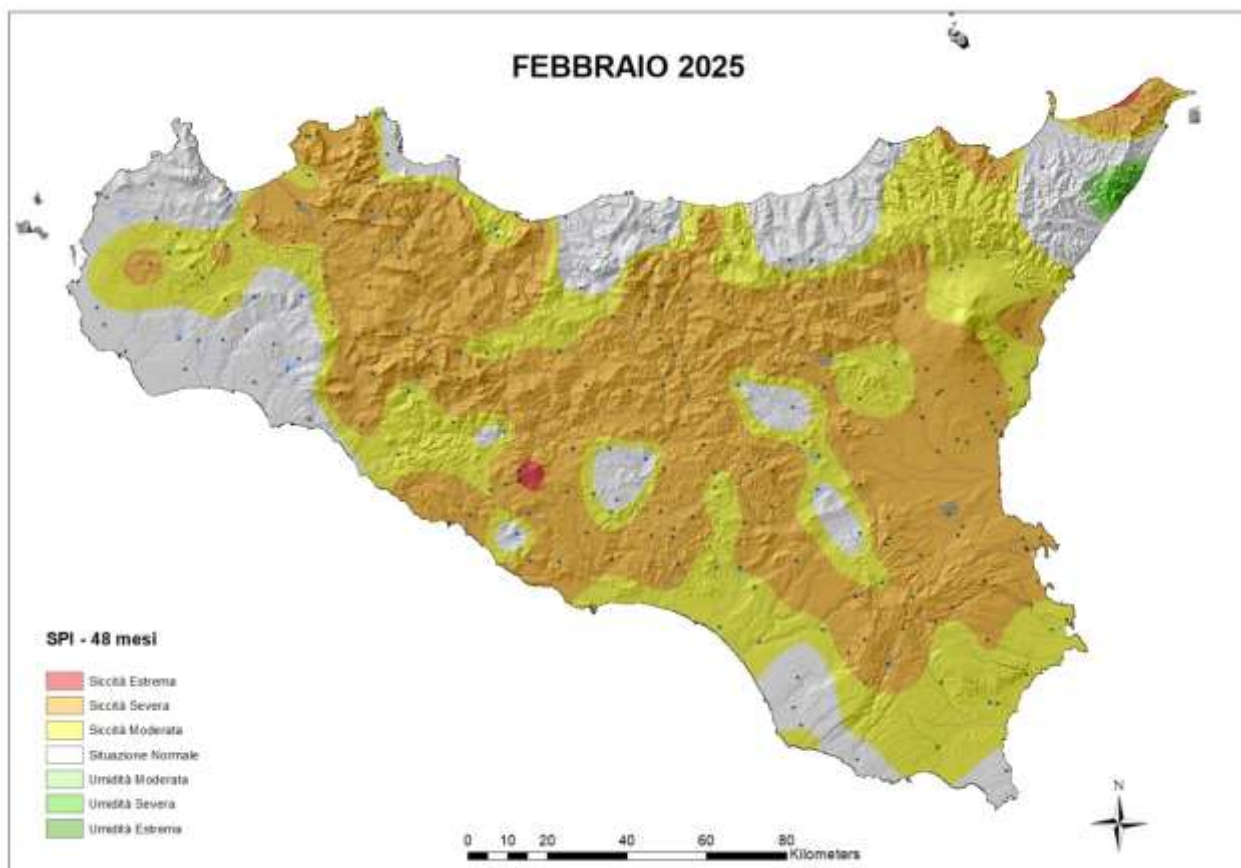 FEBBRAIO 2025
SPI - 48 mesi
Siccità Estrema
Siccità Severa
Siccità Moderata
Situazione Normale
Umidità Moderata
Umidità Severa
Umidità Estrema
N
0 10 20 40 60 80
Kilometers